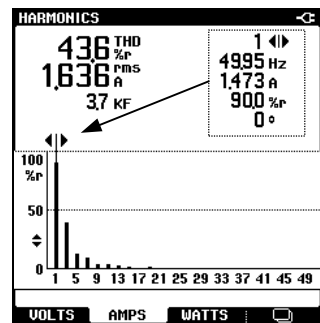 HARMONICS
43,6 THD %r
1,636 rms A
3,7 KF
1
49,95 Hz
1,473 A
90,0 %r
0 °
100
%r
50
0
1 5 9 13 17 21 25 29 33 37 41 45 49
VOLTS AMPS WATTS